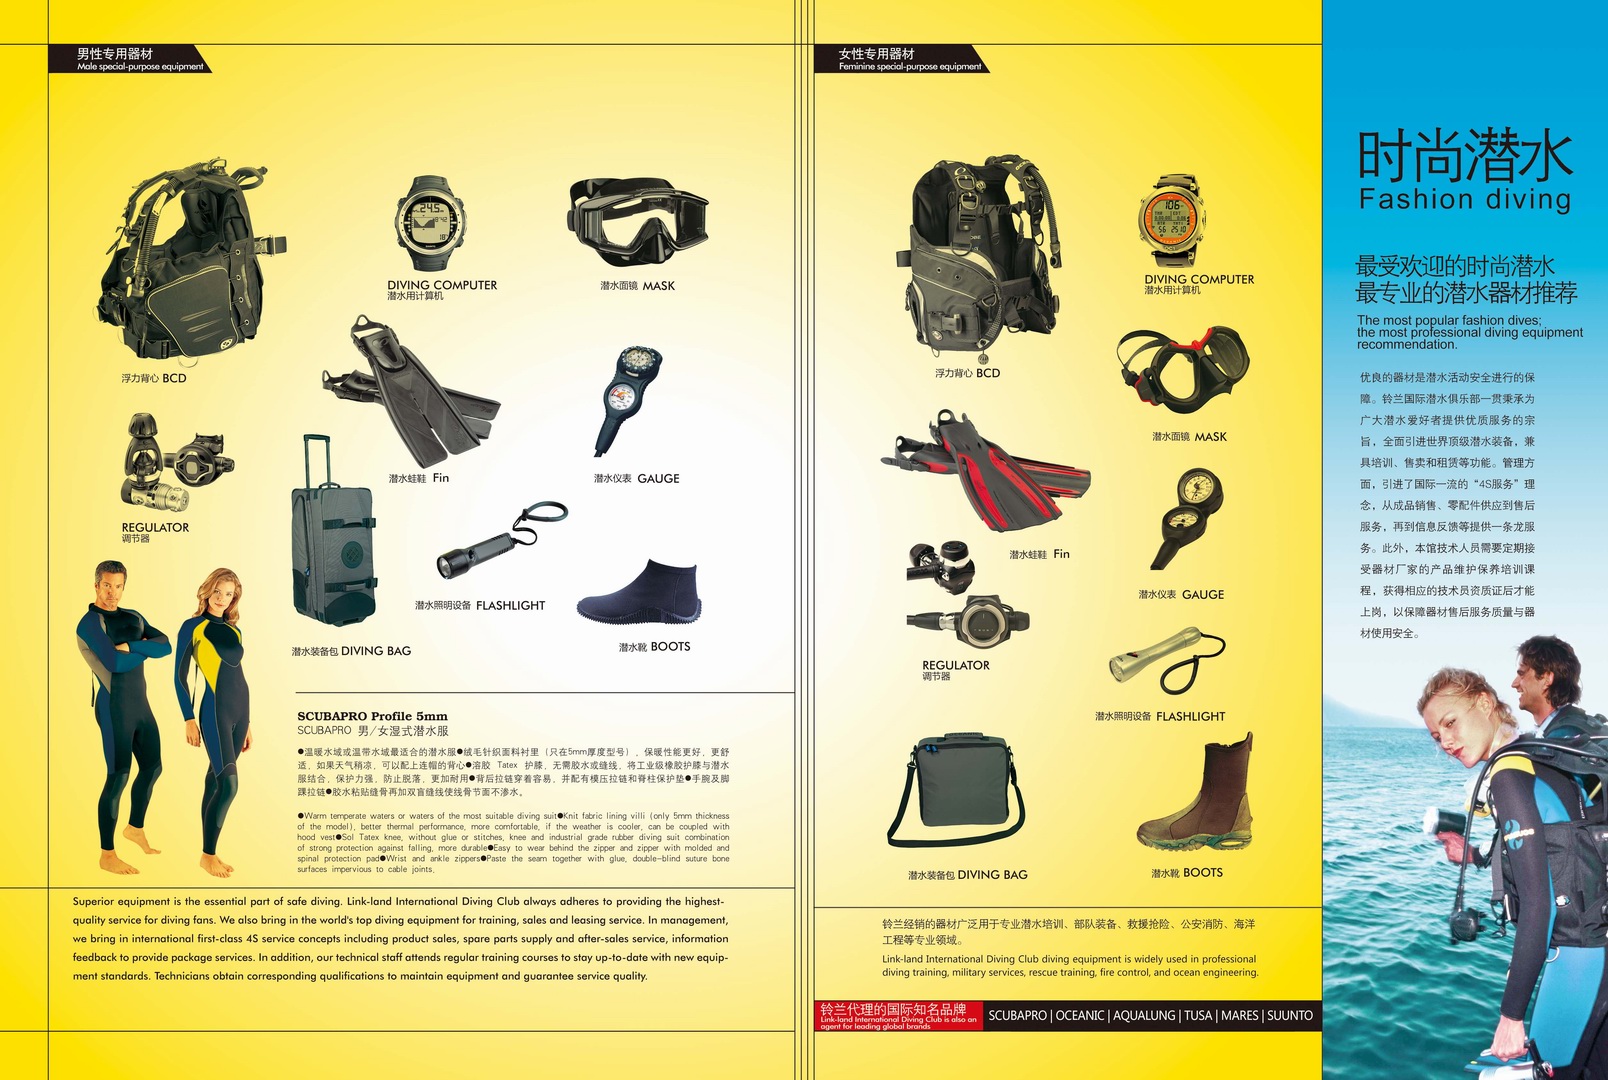 男性专用器材
Male special-purpose equipment
DIVING COMPUTER
潜水用计算机
潜水面镜 MASK
浮力背心 BCD
潜水蛙鞋 Fin
潜水仪表 GAUGE
REGULATOR
调节器
潜水照明设备 FLASHLIGHT
潜水装备包 DIVING BAG
潜水靴 BOOTS
SCUBAPRO Profile 5mm
SCUBAPRO 男/女湿式潜水服
●温暖水域或温带水域最适合的潜水服●绒毛针织面料衬里（只在5mm厚度型号），保暖性能更好，更舒
适，如果天气稍凉，可以配上连帽的背心●溶胶 Tatex 护膝，无需胶水或缝线，将工业级橡胶护膝与潜水
服结合，保护力强，防止脱落，更加耐用●背后拉链穿着容易，并配有模压拉链和脊柱保护垫●手腕及脚
踝拉链●胶水粘贴缝骨再加双盲缝线使线骨节面不渗水。
●Warm temperate waters or waters of the most suitable diving suit●Knit fabric lining villi (only 5mm thickness
of the model), better thermal performance, more comfortable, if the weather is cooler, can be coupled with
hood vest●Sol Tatex knee, without glue or stitches, knee and industrial grade rubber diving suit combination
of strong protection against falling, more durable●Easy to wear behind the zipper and zipper with molded and
spinal protection pad●Wrist and ankle zippers●Paste the seam together with glue, double-blind suture bone
surfaces impervious to cable joints,
Superior equipment is the essential part of safe diving. Link-land International Diving Club always adheres to providing the highest-
quality service for diving fans. We also bring in the world's top diving equipment for training, sales and leasing service. In management,
we bring in international first-class 4S service concepts including product sales, spare parts supply and after-sales service, information
feedback to provide package services. In addition, our technical staff attends regular training courses to stay up-to-date with new equip-
ment standards. Technicians obtain corresponding qualifications to maintain equipment and guarantee service quality.
女性专用器材
Feminine special-purpose equipment
DIVING COMPUTER
潜水用计算机
浮力背心 BCD
潜水面镜 MASK
潜水蛙鞋 Fin
潜水仪表 GAUGE
REGULATOR
调节器
潜水照明设备 FLASHLIGHT
潜水装备包 DIVING BAG
潜水靴 BOOTS
铃兰经销的器材广泛用于专业潜水培训、部队装备、救援抢险、公安消防、海洋
工程等专业领域。
Link-land International Diving Club diving equipment is widely used in professional
diving training, military services, rescue training, fire control, and ocean engineering.
铃兰代理的国际知名品牌
Link-land International Diving Club is also an
agent for leading global brands
SCUBAPRO | OCEANIC | AQUALUNG | TUSA | MARES | SUUNTO
时尚潜水
Fashion diving
最受欢迎的时尚潜水
最专业的潜水器材推荐
The most popular fashion dives;
the most professional diving equipment
recommendation.
优良的器材是潜水活动安全进行的保
障。铃兰国际潜水俱乐部一贯秉承为
广大潜水爱好者提供优质服务的宗
旨，全面引进世界顶级潜水装备，兼
具培训、售卖和租赁等功能。管理方
面，引进了国际一流的“4S服务”理
念，从成品销售、零配件供应到售后
服务，再到信息反馈等提供一条龙服
务。此外，本馆技术人员需要定期接
受器材厂家的产品维护保养培训课
程，获得相应的技术员资质证后才能
上岗，以保障器材售后服务质量与器
材使用安全。